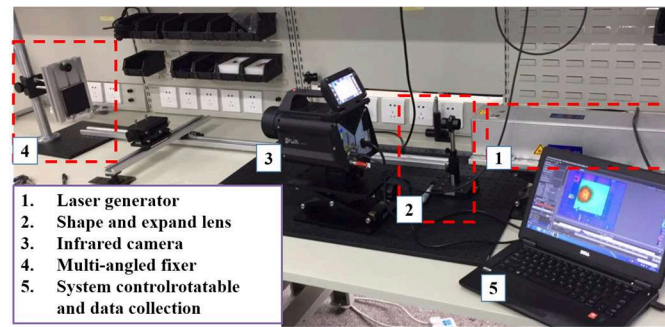 4
3
1
2
5
DELL
1. Laser generator
2. Shape and expand lens
3. Infrared camera
4. Multi-angled fixer
5. System controlrotatable
and data collection